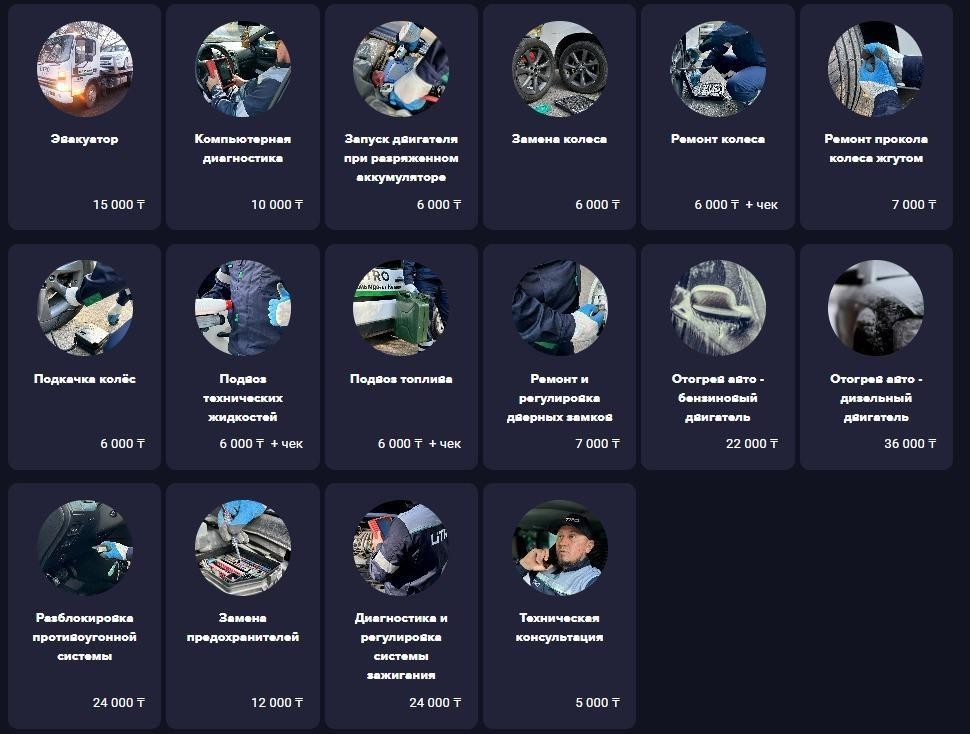 Эвакуатор
15 000 ₸
Компьютерная
диагностика
10 000 ₸
Запуск двигателя
при разряженном
аккумуляторе
6 000 ₸
Замена колеса
6 000 ₸
Ремонт колеса
6 000 ₸ + чек
Ремонт прокола
колеса жгутом
7 000 ₸
Подкачка колёс
6 000 ₸
Подвоз
технических
жидкостей
6 000 ₸ + чек
Подвоз топлива
6 000 ₸ + чек
Ремонт и
регулировка
дверных замков
7 000 ₸
Отогрев авто -
бензиновый
двигатель
22 000 ₸
Отогрев авто -
дизельный
двигатель
36 000 ₸
Разблокировка
противоугонной
системы
24 000 ₸
Замена
предохранителей
12 000 ₸
Диагностика и
регулировка
системы
зажигания
24 000 ₸
Техническая
консультация
5 000 ₸